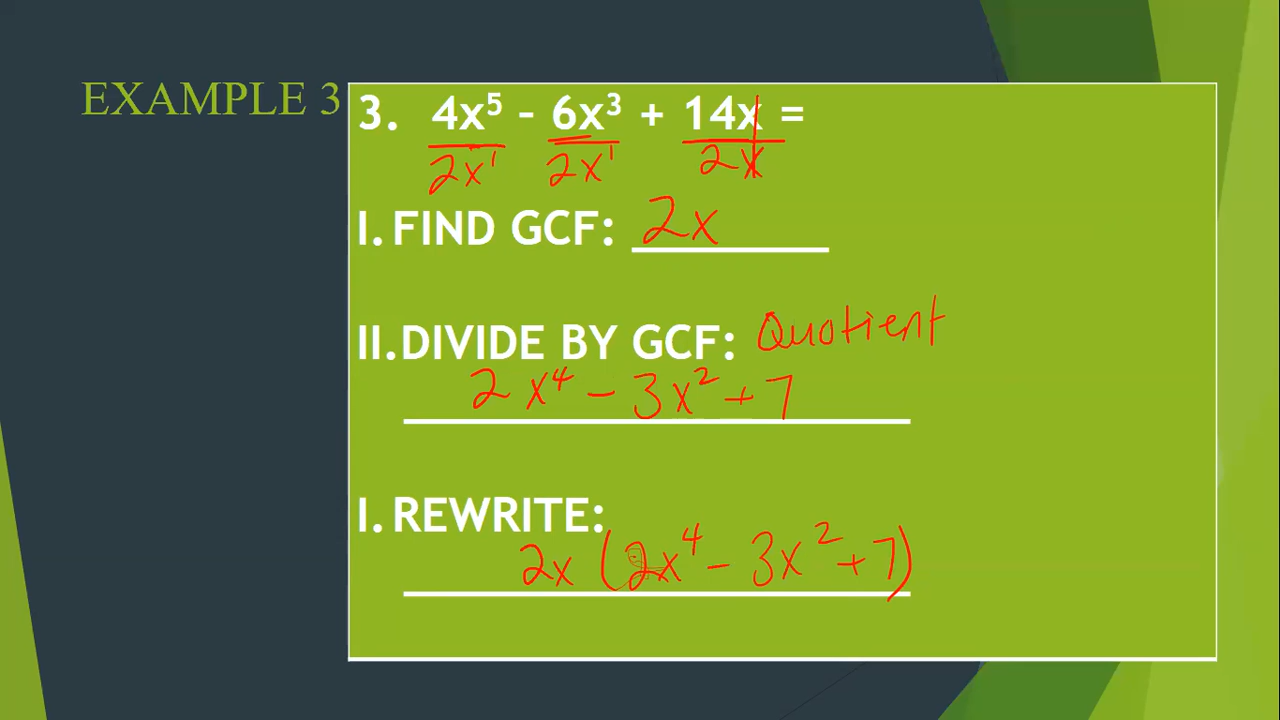 EXAMPLE 3
3. 4x⁵ - 6x³ + 14x =
2x¹ 2x¹ 2x
I. FIND GCF: 2x
II. DIVIDE BY GCF: Quotient
2x⁴ - 3x² + 7
I. REWRITE:
2x (2x⁴ - 3x² + 7)